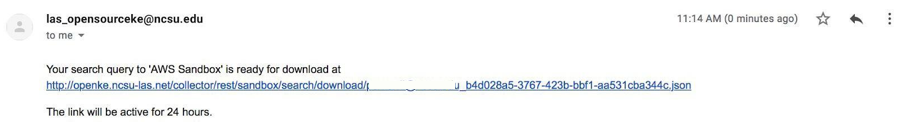 las_opensourceke@ncsu.edu
11:14 AM (0 minutes ago)
to me
Your search query to 'AWS Sandbox' is ready for download at
http://openke.ncsu-las.net/collector/rest/sandbox/search/download/ u_b4d028a5-3767-423b-bbf1-aa531cba344c.json
The link will be active for 24 hours.